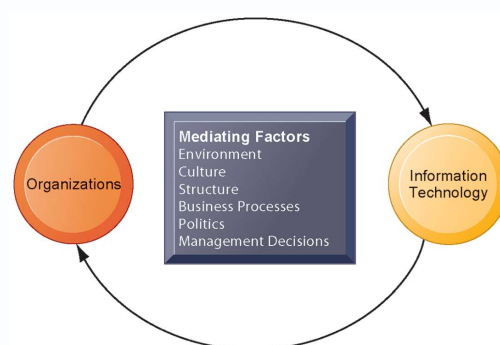 Organizations
Mediating Factors
Environment
Culture
Structure
Business Processes
Politics
Management Decisions
Information
Technology